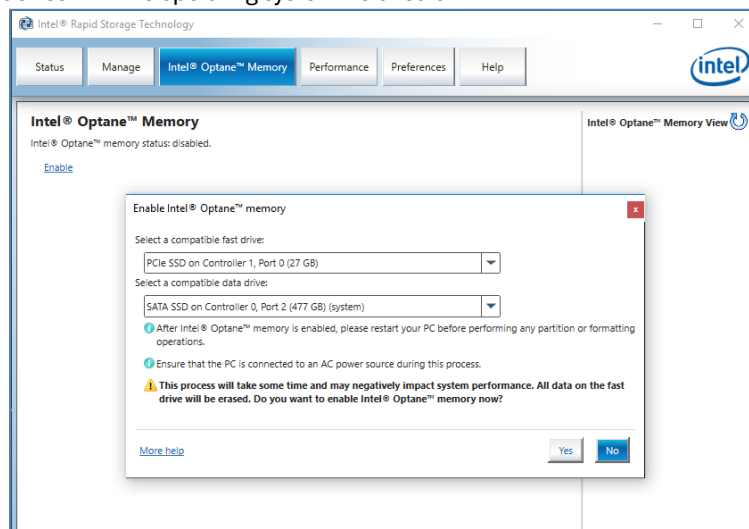 Intel® Rapid Storage Technology
Status Manage Intel® Optane™ Memory Performance Preferences Help
intel
Intel® Optane™ Memory
Intel® Optane™ Memory View
Intel® Optane™ memory status: disabled.
Enable
Enable Intel® Optane™ memory
x
Select a compatible fast drive:
PCIe SSD on Controller 1, Port 0 (27 GB)
Select a compatible data drive:
SATA SSD on Controller 0, Port 2 (477 GB) (system)
After Intel® Optane™ memory is enabled, please restart your PC before performing any partition or formatting
operations.
Ensure that the PC is connected to an AC power source during this process.
This process will take some time and may negatively impact system performance. All data on the fast
drive will be erased. Do you want to enable Intel® Optane™ memory now?
More help
Yes No